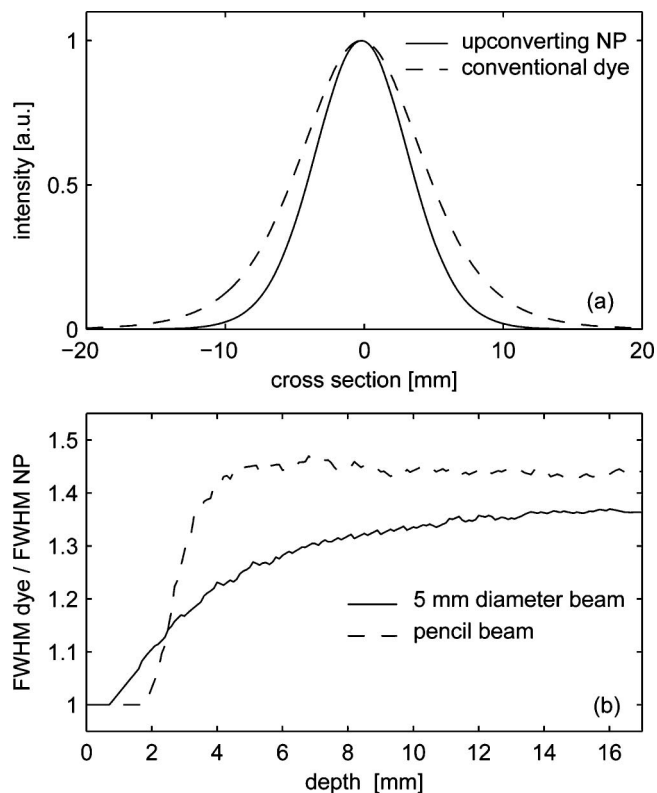 upconverting NP
conventional dye
intensity [a.u.]
1
0.5
0
(a)
−20
−10
0
10
20
cross section [mm]
FWHM dye / FWHM NP
1.5
1.4
1.3
1.2
1.1
1
5 mm diameter beam
pencil beam
(b)
0
2
4
6
8
10
12
14
16
depth [mm]